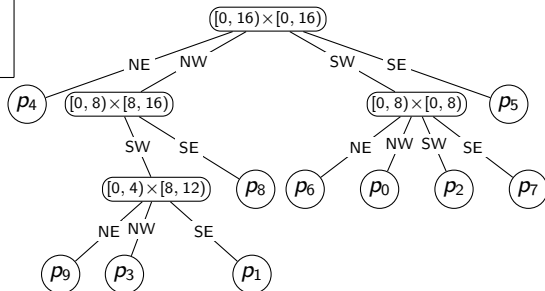 [0, 16)×[0, 16)
NE NW SW SE
p4 [0, 8)×[8, 16) [0, 8)×[0, 8) p5
SW SE NE NW SW SE
[0, 4)×[8, 12) p8 p6 p0 p2 p7
NE NW SE
p9 p3 p1